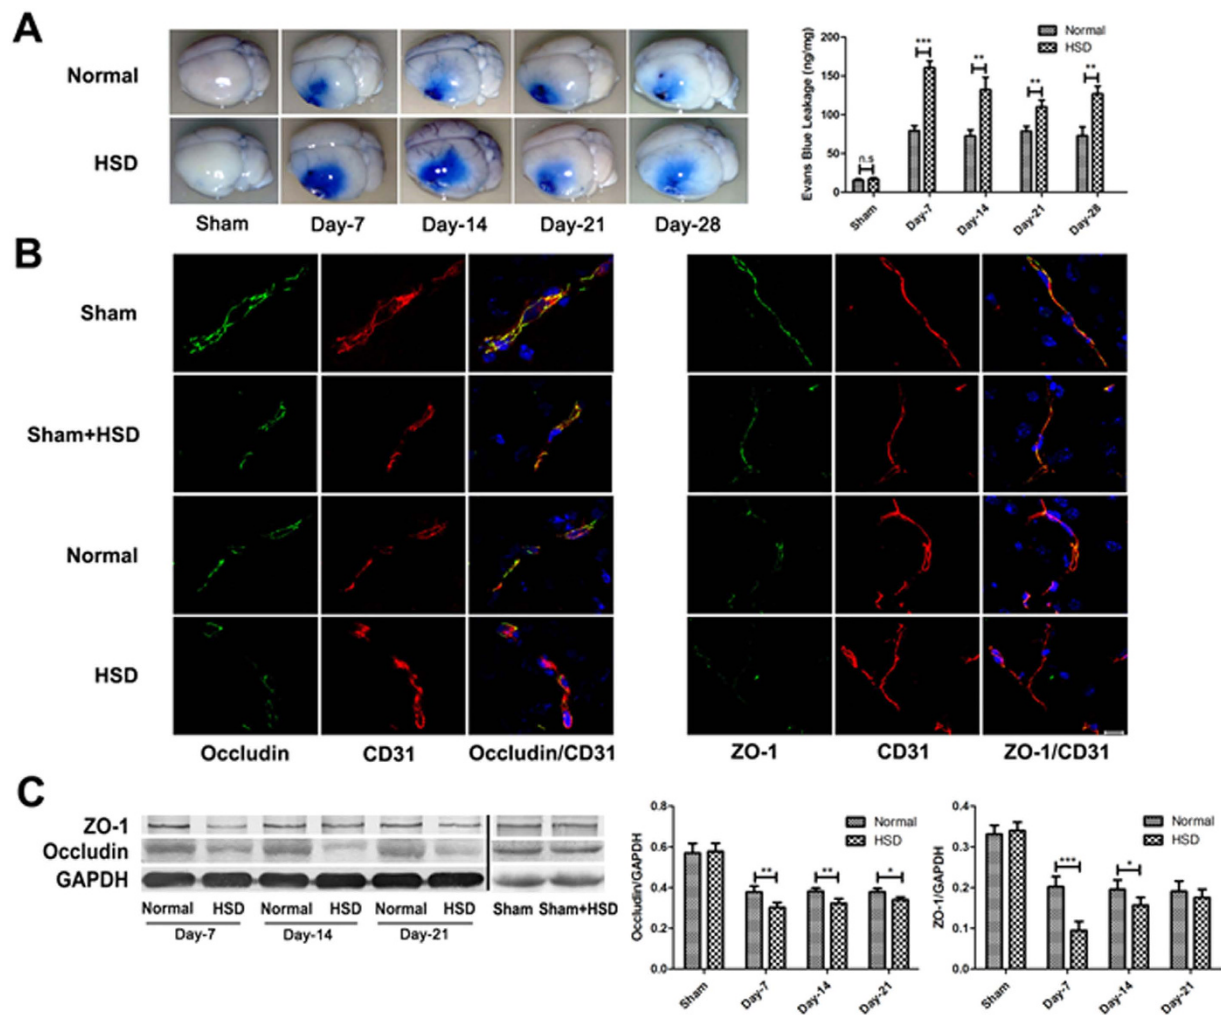 A
Normal
HSD
Sham Day-7 Day-14 Day-21 Day-28
Evans Blue Leakage (ng/mg)
200
150
100
50
0
Normal
HSD
n.s
***
**
**
**
Sham Day-7 Day-14 Day-21 Day-28
B
Sham
Sham+HSD
Normal
HSD
Occludin CD31 Occludin/CD31 ZO-1 CD31 ZO-1/CD31
C
ZO-1
Occludin
GAPDH
Normal HSD Normal HSD Normal HSD Sham Sham+HSD
Day-7 Day-14 Day-21
Occludin/GAPDH
0.8
0.6
0.4
0.2
0.0
Normal
HSD
**
**
*
Sham Day-7 Day-14 Day-21
ZO-1/GAPDH
0.4
0.3
0.2
0.1
0.0
Normal
HSD
***
*
Sham Day-7 Day-14 Day-21